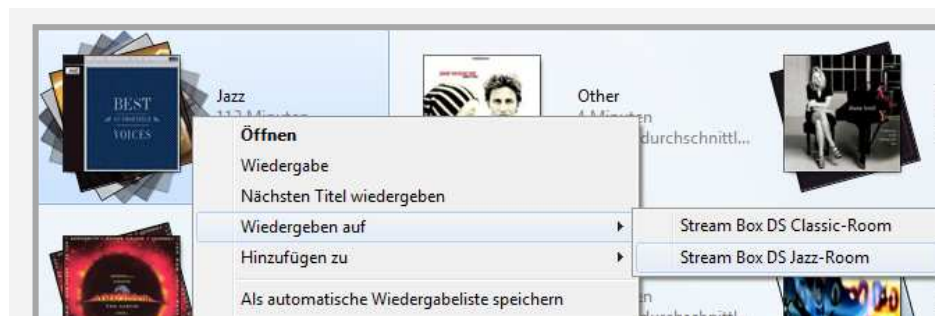 BEST
VOICES
Jazz
Other
Öffnen
Wiedergabe
Nächsten Titel wiedergeben
Wiedergeben auf
Hinzufügen zu
Als automatische Wiedergabeliste speichern
durchschnittl...
Stream Box DS Classic-Room
Stream Box DS Jazz-Room